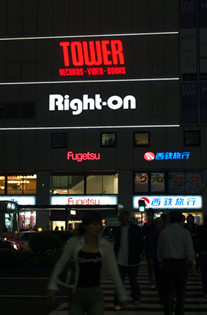 TOWER
RECORDS·VIDEO·BOOKS
Right-on
Fugetsu
西鉄旅行
Fugetsu
西鉄旅行